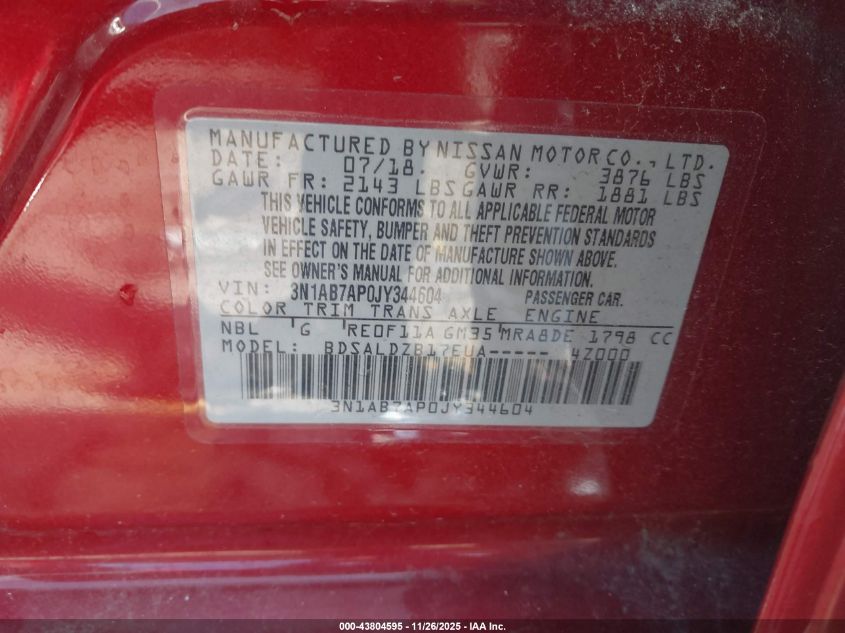 MANUFACTURED BY NISSAN MOTOR CO., LTD.
DATE: 07/18. GVWR: 3876 LBS
GAWR FR: 2143 LBS GAWR RR: 1881 LBS
THIS VEHICLE CONFORMS TO ALL APPLICABLE FEDERAL MOTOR
VEHICLE SAFETY, BUMPER AND THEFT PREVENTION STANDARDS
IN EFFECT ON THE DATE OF MANUFACTURE SHOWN ABOVE.
SEE OWNER'S MANUAL FOR ADDITIONAL INFORMATION.
VIN: 3N1AB7AP0JY344604 PASSENGER CAR.
COLOR TRIM TRANS AXLE ENGINE
NBL 'G 'RE0F11A GM35'MRA8DE 1798 CC
MODEL: BDSALDZB17EUA----- 4Z000
3N1AB7AP0JY344604
000-43804595 - 11/26/2025 - IAA Inc.